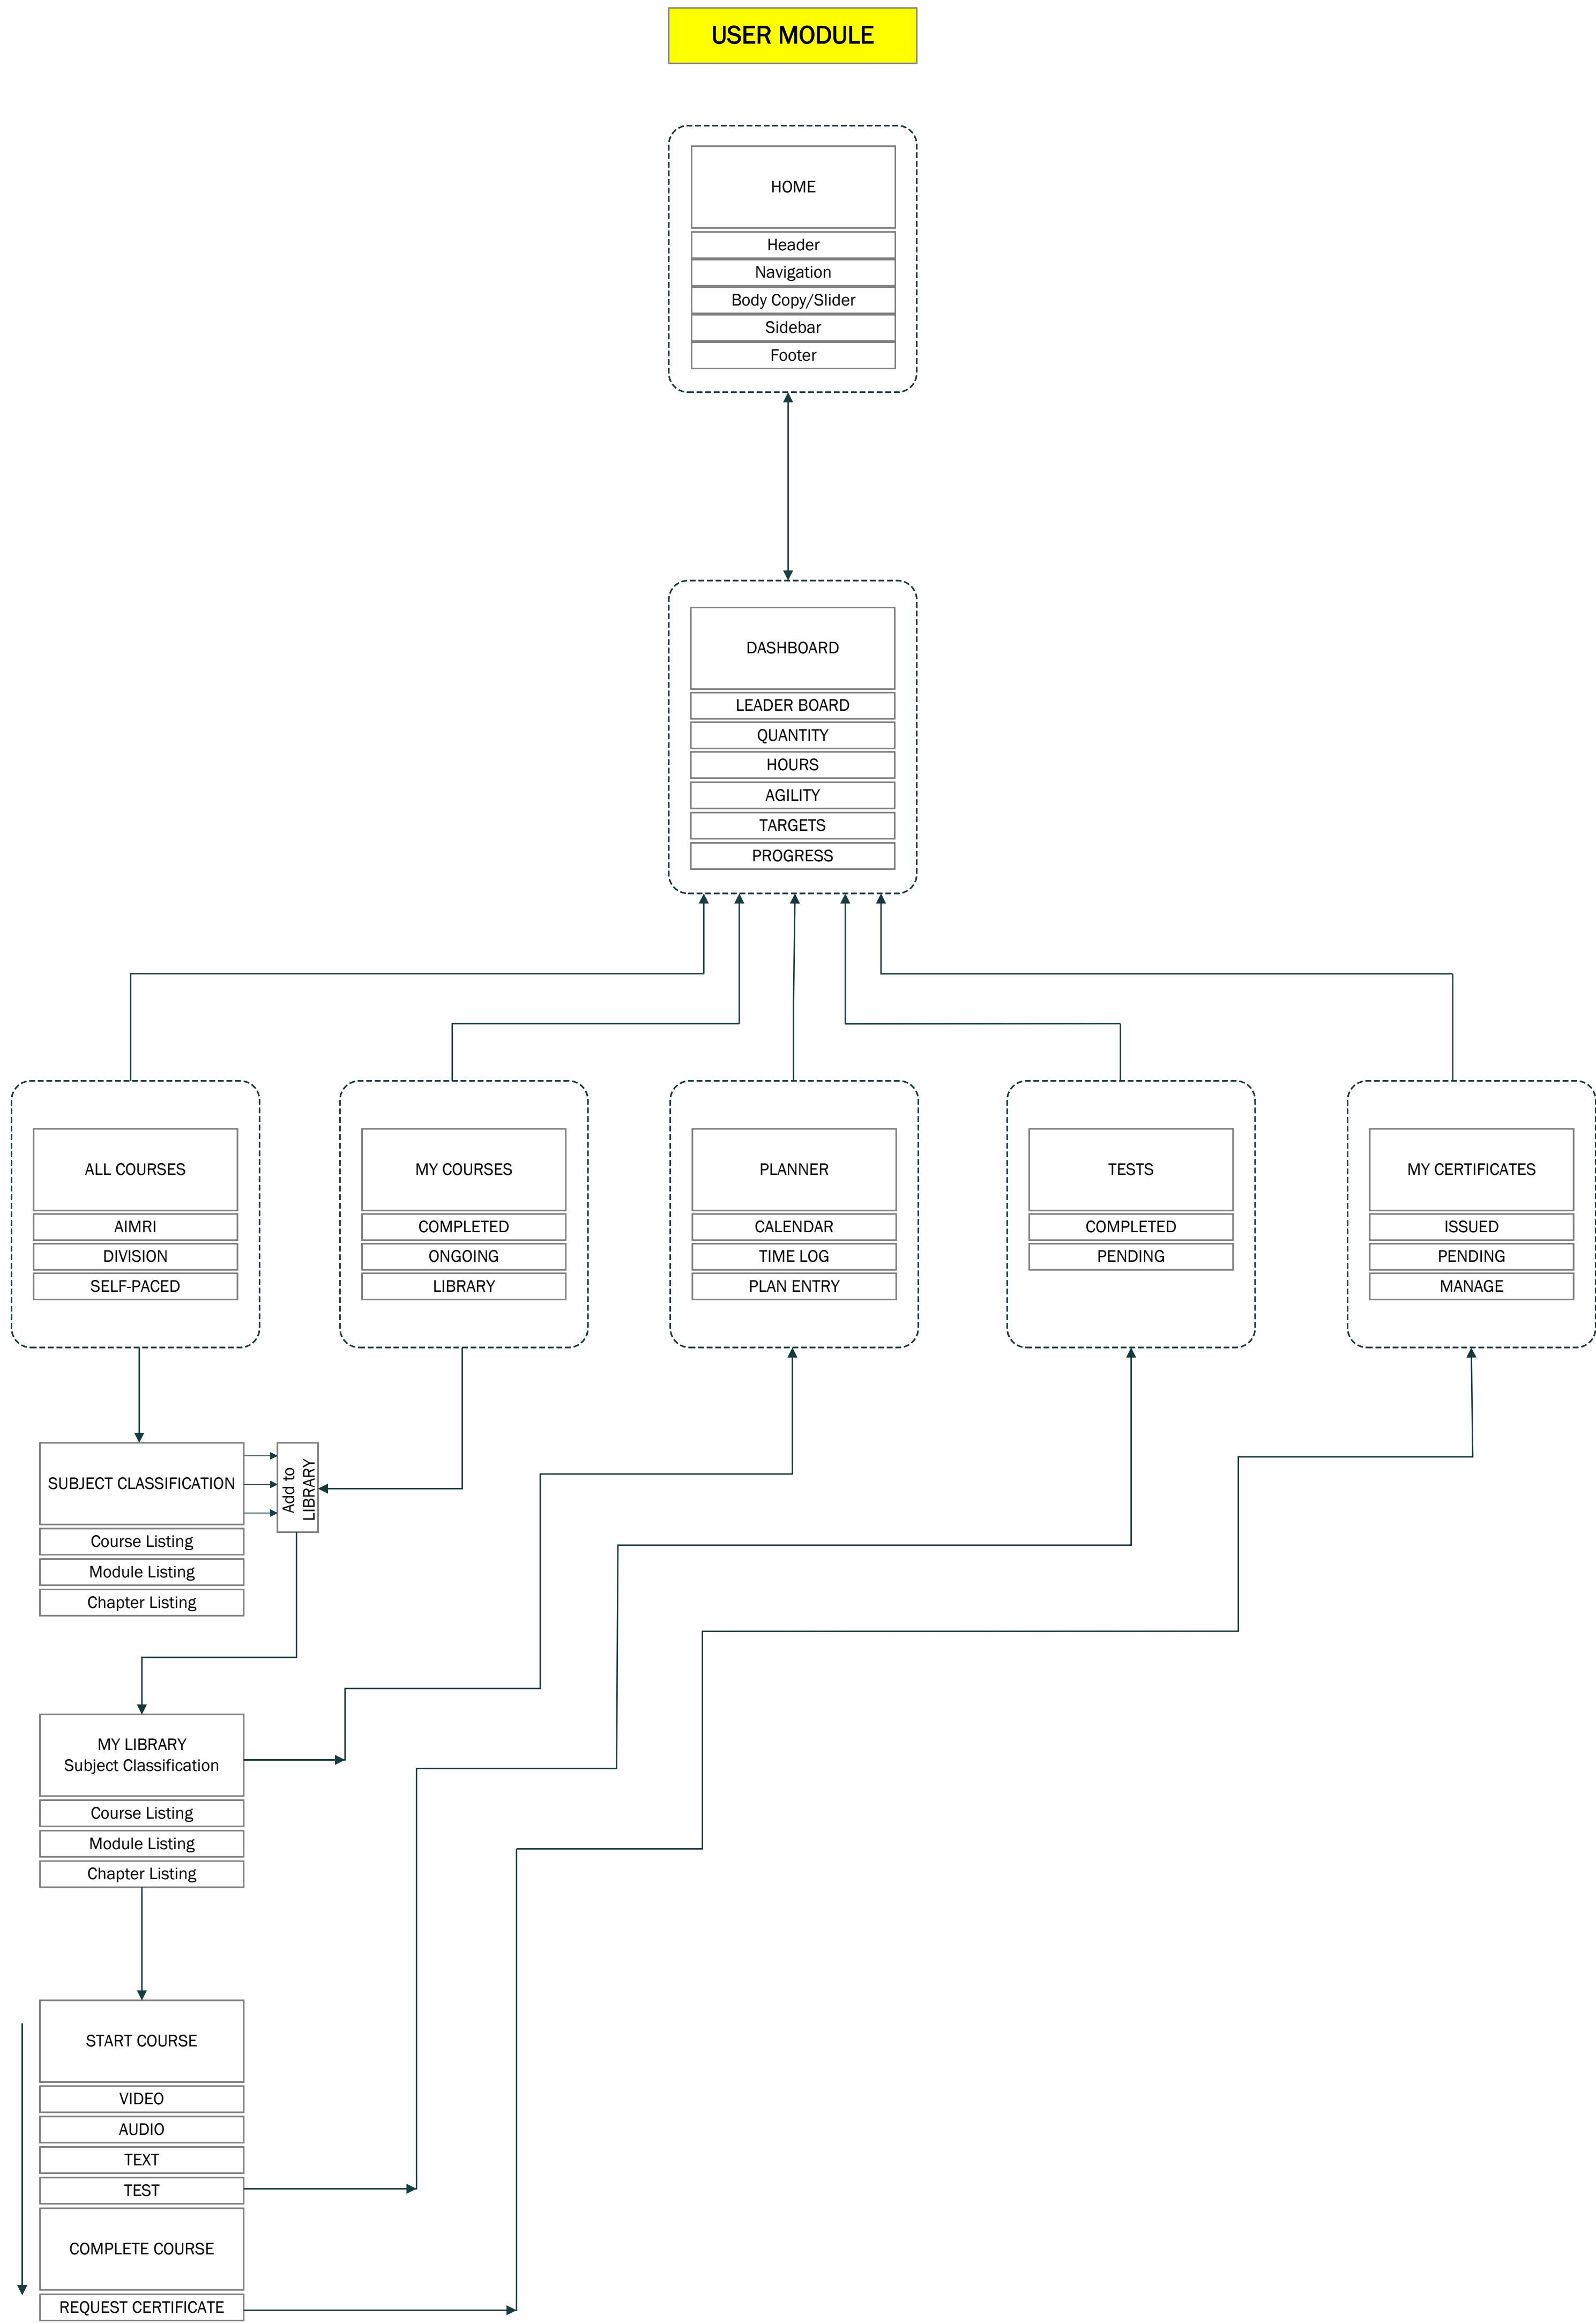 USER MODULE
HOME
Header
Navigation
Body Copy/Slider
Sidebar
Footer
DASHBOARD
LEADER BOARD
QUANTITY
HOURS
AGILITY
TARGETS
PROGRESS
ALL COURSES
AIMRI
DIVISION
SELF-PACED
MY COURSES
COMPLETED
ONGOING
LIBRARY
PLANNER
CALENDAR
TIME LOG
PLAN ENTRY
TESTS
COMPLETED
PENDING
MY CERTIFICATES
ISSUED
PENDING
MANAGE
SUBJECT CLASSIFICATION
Course Listing
Module Listing
Chapter Listing
Add to
LIBRARY
MY LIBRARY
Subject Classification
Course Listing
Module Listing
Chapter Listing
START COURSE
VIDEO
AUDIO
TEXT
TEST
COMPLETE COURSE
REQUEST CERTIFICATE